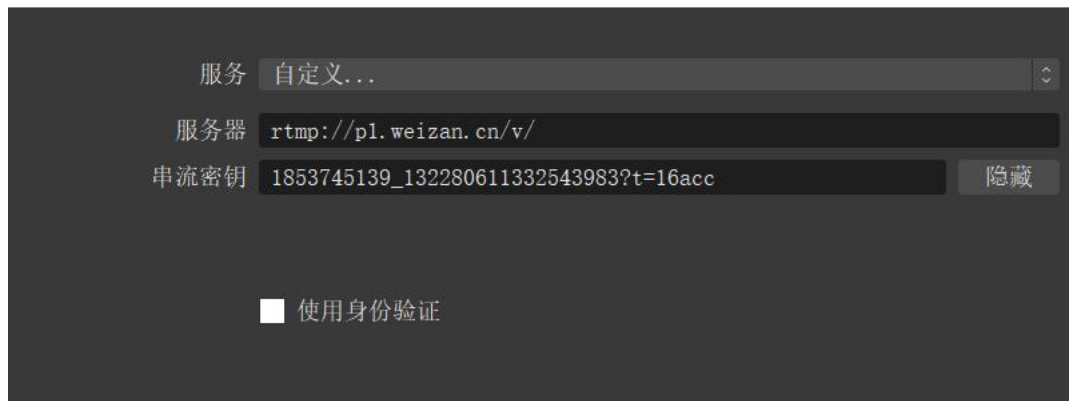 服务 自定义...
服务器 rtmp://pl.weizan.cn/v/
串流密钥 1853745139_132280611332543983?t=16acc 隐藏
使用身份验证